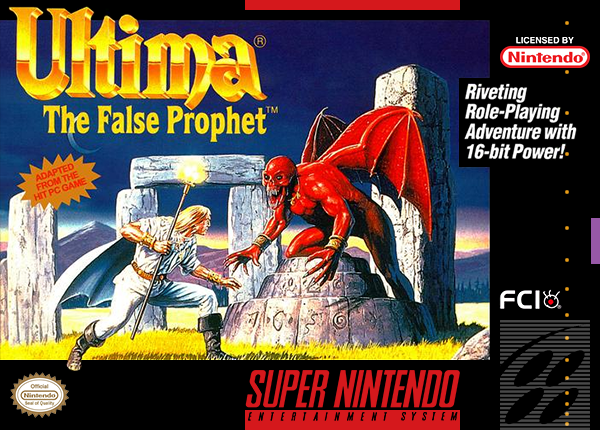 Ultima®
The False Prophet™
ADAPTED
FROM THE
HIT PC GAME
LICENSED BY
Nintendo®
Riveting
Role-Playing
Adventure with
16-bit Power!
FCI
Official
Nintendo
Seal of Quality
SUPER NINTENDO
ENTERTAINMENT SYSTEM